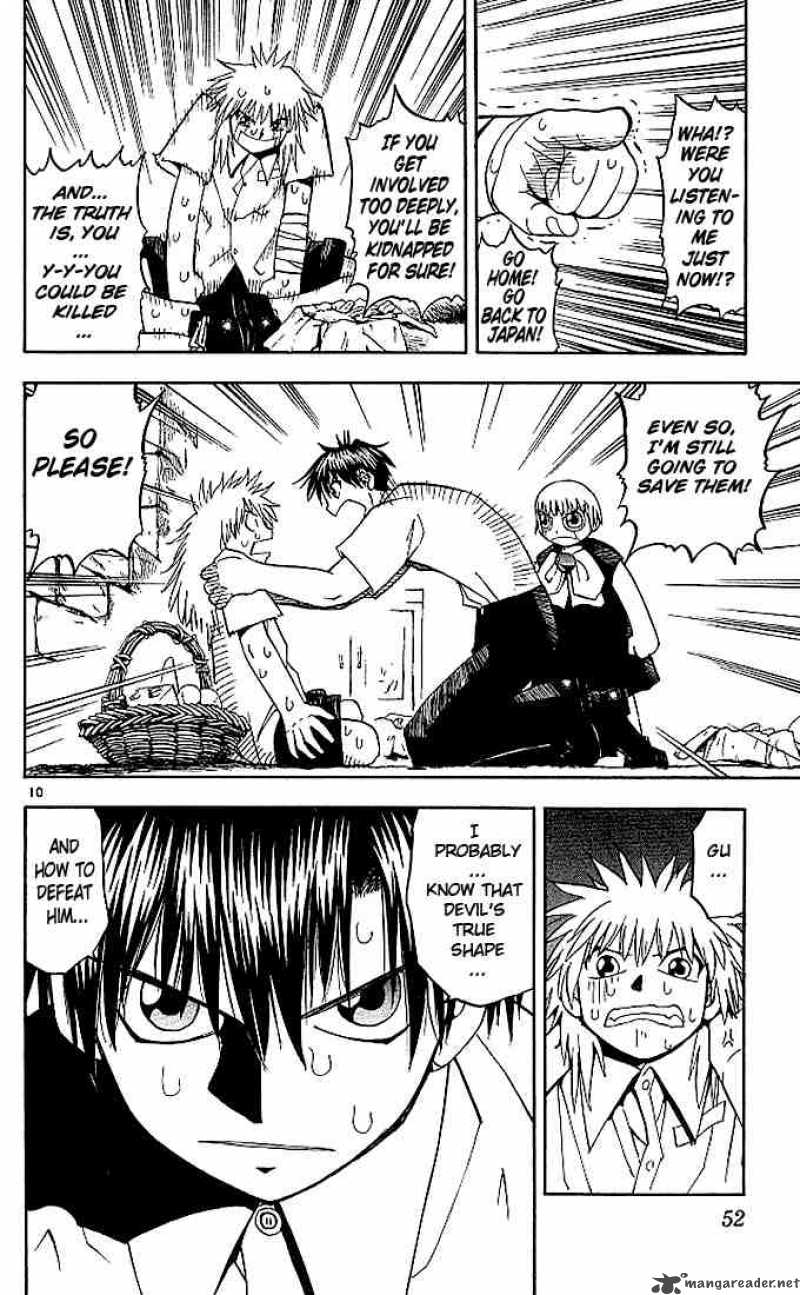 WHA!?
WERE
YOU
LISTEN-
ING TO
ME
JUST
NOW!?
GO
HOME!
GO
BACK TO
JAPAN!
IF YOU
GET
INVOLVED
TOO DEEPLY,
YOU'LL BE
KIDNAPPED
FOR SURE!
AND...
THE TRUTH
IS, YOU
...
Y-Y-YOU
COULD BE
KILLED
...
EVEN SO,
I'M STILL
GOING TO
SAVE THEM!
SO
PLEASE!
10
GU
...
I
PROBABLY
...
KNOW THAT
DEVIL'S
TRUE
SHAPE
...
AND
HOW TO
DEFEAT
HIM...
52
mangareader.net